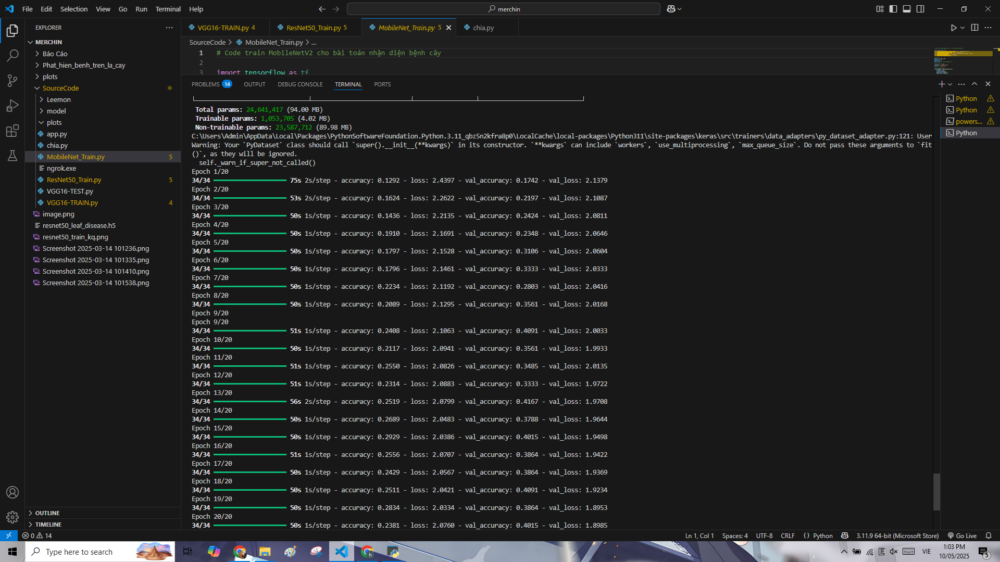 File Edit Selection View Go Run Terminal Help
merchin
EXPLORER
MERCHIN
Báo Cáo
Phat_hien_benh_tren_la_cay
plots
SourceCode
Leemon
model
plots
app.py
chia.py
MobileNet_Train.py 5
ngrok.exe
ResNet50_Train.py 5
VGG16-TEST.py
VGG16-TRAIN.py 4
image.png
resnet50_leaf_disease.h5
resnet50_train_kq.png
Screenshot 2025-03-14 101236.png
Screenshot 2025-03-14 101335.png
Screenshot 2025-03-14 101410.png
Screenshot 2025-03-14 101538.png
OUTLINE
TIMELINE
VGG16-TRAIN.py 4 ResNet50_Train.py 5 MobileNet_Train.py 5 chia.py
SourceCode > MobileNet_Train.py > ...
1 # Code train MobileNetV2 cho bài toán nhận diện bệnh cây
2
3 import tensorflow as tf
PROBLEMS 14 OUTPUT DEBUG CONSOLE TERMINAL PORTS
Total params: 24,641,417 (94.00 MB)
Trainable params: 1,053,705 (4.02 MB)
Non-trainable params: 23,587,712 (89.98 MB)
C:\Users\Admin\AppData\Local\Packages\PythonSoftwareFoundation.Python.3.11_qbz5n2kfra8p0\LocalCache\local-packages\Python311\site-packages\keras\src\trainers\data_adapters\py_dataset_adapter.py:121: User
Warning: Your `PyDataset` class should call `super().__init__(**kwargs)` in its constructor. `**kwargs` can include `workers`, `use_multiprocessing`, `max_queue_size`. Do not pass these arguments to `fit
()`, as they will be ignored.
self._warn_if_super_not_called()
Epoch 1/20
34/34 75s 2s/step - accuracy: 0.1292 - loss: 2.4397 - val_accuracy: 0.1742 - val_loss: 2.1379
Epoch 2/20
34/34 53s 2s/step - accuracy: 0.1624 - loss: 2.2622 - val_accuracy: 0.2197 - val_loss: 2.1087
Epoch 3/20
34/34 50s 1s/step - accuracy: 0.1436 - loss: 2.2135 - val_accuracy: 0.2424 - val_loss: 2.0811
Epoch 4/20
34/34 50s 1s/step - accuracy: 0.1910 - loss: 2.1691 - val_accuracy: 0.2348 - val_loss: 2.0646
Epoch 5/20
34/34 50s 1s/step - accuracy: 0.1797 - loss: 2.1528 - val_accuracy: 0.3106 - val_loss: 2.0604
Epoch 6/20
34/34 50s 1s/step - accuracy: 0.1796 - loss: 2.1461 - val_accuracy: 0.3333 - val_loss: 2.0333
Epoch 7/20
34/34 50s 1s/step - accuracy: 0.2234 - loss: 2.1192 - val_accuracy: 0.2803 - val_loss: 2.0416
Epoch 8/20
34/34 50s 1s/step - accuracy: 0.2089 - loss: 2.1295 - val_accuracy: 0.3561 - val_loss: 2.0168
Epoch 9/20
Epoch 9/20
34/34 51s 1s/step - accuracy: 0.2408 - loss: 2.1063 - val_accuracy: 0.4091 - val_loss: 2.0033
Epoch 10/20
34/34 50s 1s/step - accuracy: 0.2117 - loss: 2.0941 - val_accuracy: 0.3561 - val_loss: 1.9933
Epoch 11/20
34/34 51s 1s/step - accuracy: 0.2550 - loss: 2.0826 - val_accuracy: 0.3485 - val_loss: 2.0135
Epoch 12/20
34/34 51s 1s/step - accuracy: 0.2314 - loss: 2.0883 - val_accuracy: 0.3333 - val_loss: 1.9722
Epoch 13/20
34/34 56s 2s/step - accuracy: 0.2519 - loss: 2.0799 - val_accuracy: 0.4167 - val_loss: 1.9708
Epoch 14/20
34/34 50s 1s/step - accuracy: 0.2689 - loss: 2.0483 - val_accuracy: 0.3788 - val_loss: 1.9644
Epoch 15/20
34/34 50s 1s/step - accuracy: 0.2929 - loss: 2.0386 - val_accuracy: 0.4015 - val_loss: 1.9498
Epoch 16/20
34/34 51s 1s/step - accuracy: 0.2556 - loss: 2.0707 - val_accuracy: 0.3864 - val_loss: 1.9422
Epoch 17/20
34/34 50s 1s/step - accuracy: 0.2429 - loss: 2.0567 - val_accuracy: 0.3864 - val_loss: 1.9369
Epoch 18/20
34/34 50s 1s/step - accuracy: 0.2511 - loss: 2.0421 - val_accuracy: 0.4091 - val_loss: 1.9234
Epoch 19/20
34/34 50s 1s/step - accuracy: 0.2834 - loss: 2.0334 - val_accuracy: 0.3864 - val_loss: 1.8953
Epoch 20/20
34/34 50s 1s/step - accuracy: 0.2381 - loss: 2.0760 - val_accuracy: 0.4015 - val_loss: 1.8985
Python
Python
powers...
Python
0 14 Ln 1, Col 1 Spaces: 4 UTF-8 CRLF {} Python 3.11.9 64-bit (Microsoft Store) Go Live
Type here to search
VIE
1:03 PM
10/05/2025
5